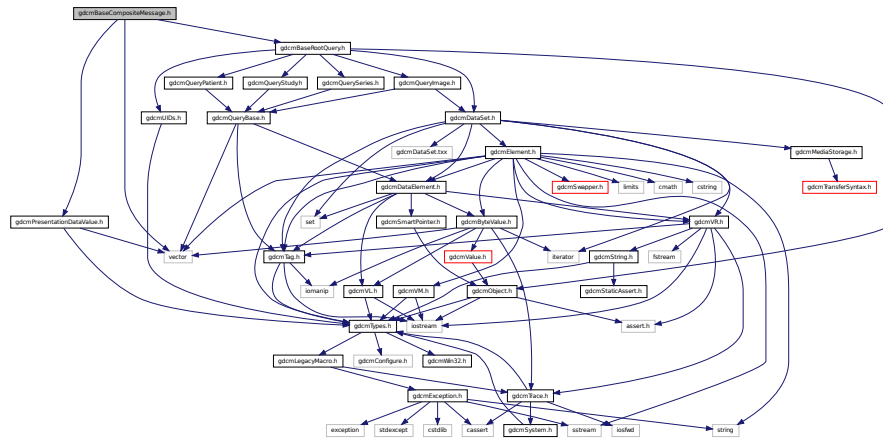 gdcmBaseCompositeMessage.h
gdcmBaseRootQuery.h
gdcmQueryPatient.h
gdcmQueryStudy.h
gdcmQuerySeries.h
gdcmQueryImage.h
gdcmUIDs.h
gdcmQueryBase.h
gdcmDataSet.h
gdcmDataSet.txx
gdcmElement.h
gdcmMediaStorage.h
gdcmDataElement.h
gdcmSwapper.h
limits
cmath
cstring
gdcmTransferSyntax.h
gdcmPresentationDataValue.h
set
gdcmSmartPointer.h
gdcmByteValue.h
gdcmVR.h
vector
gdcmTag.h
gdcmValue.h
iterator
gdcmString.h
fstream
iomanip
gdcmVL.h
gdcmVM.h
gdcmObject.h
gdcmStaticAssert.h
gdcmTypes.h
iostream
assert.h
gdcmLegacyMacro.h
gdcmConfigure.h
gdcmWin32.h
gdcmException.h
gdcmTrace.h
exception
stdexcept
cstdlib
cassert
gdcmSystem.h
sstream
iosfwd
string